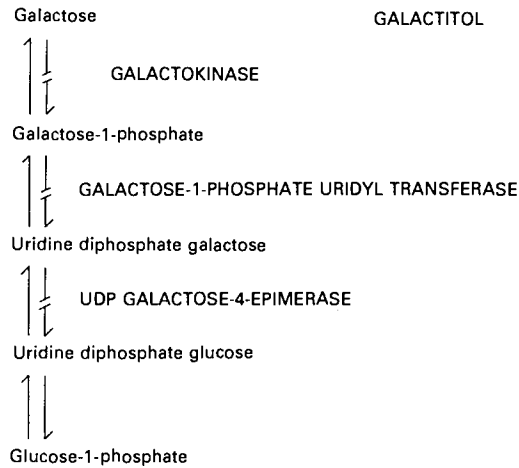 Galactose GALACTITOL
GALACTOKINASE
Galactose-1-phosphate
GALACTOSE-1-PHOSPHATE URIDYL TRANSFERASE
Uridine diphosphate galactose
UDP GALACTOSE-4-EPIMERASE
Uridine diphosphate glucose
Glucose-1-phosphate